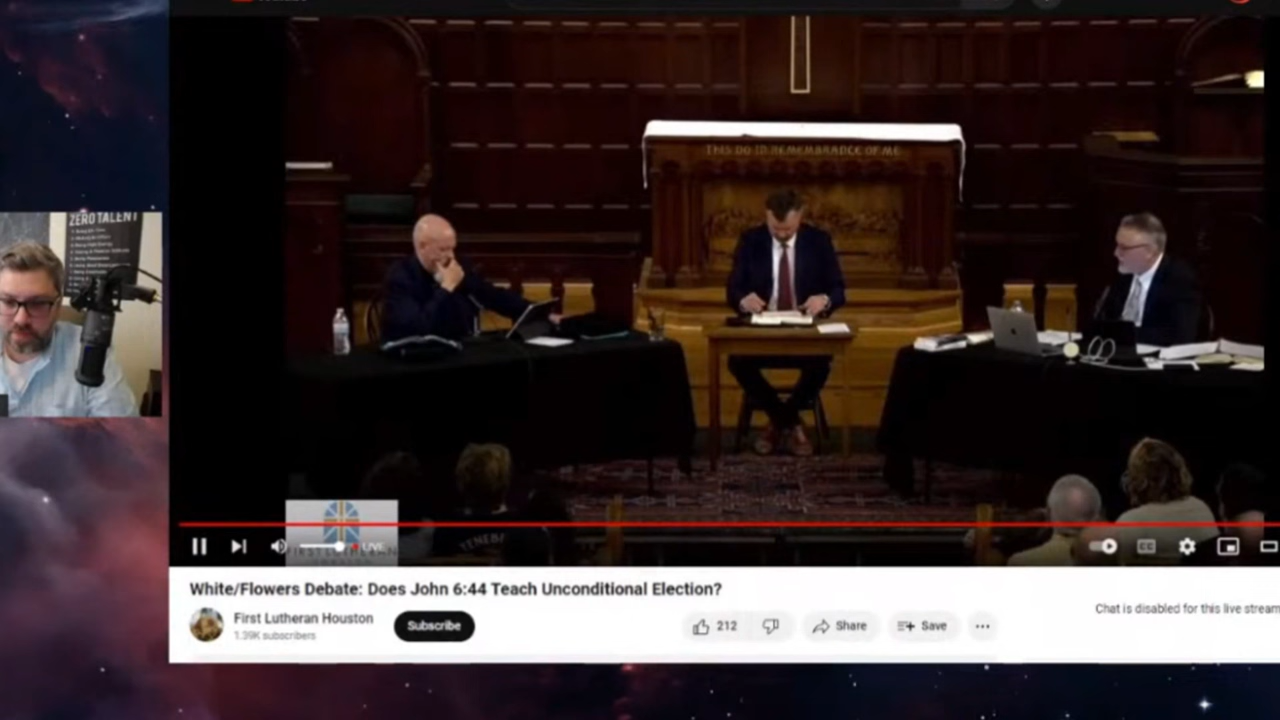 ZERO TALENT
THIS DO IN REMEMBRANCE OF ME
LIVE
White/Flowers Debate: Does John 6:44 Teach Unconditional Election?
First Lutheran Houston
1.39K subscribers
Subscribe
212
Share
Save
Chat is disabled for this live stream